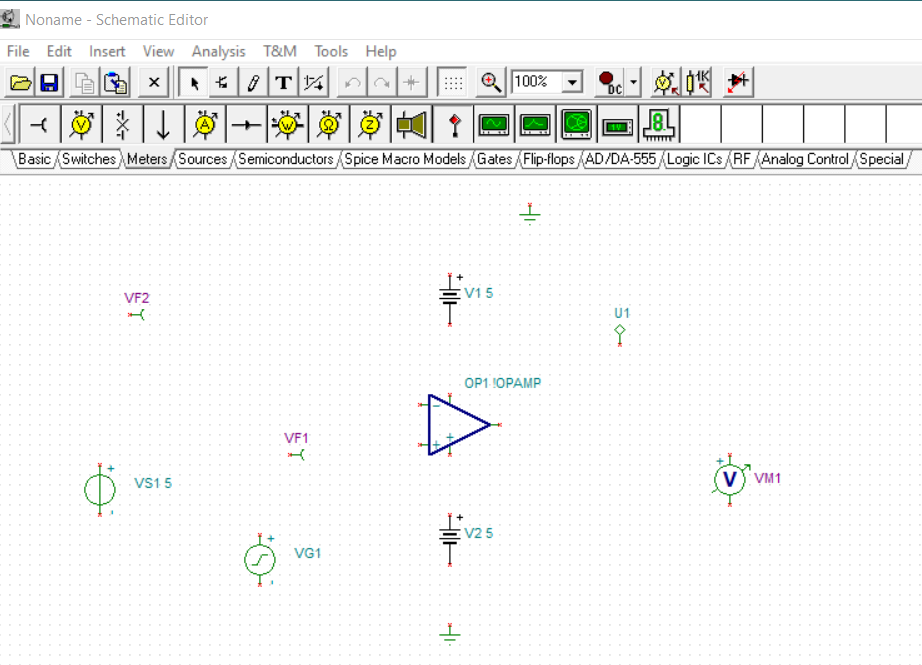 Noname - Schematic Editor
File Edit Insert View Analysis T&M Tools Help
T 100% DC 1K
V A W Ω Z 8.
Basic Switches Meters Sources Semiconductors Spice Macro Models Gates Flip-flops AD/DA-555 Logic ICs RF Analog Control Special
VF2
+
V1 5
U1
OP1 !OPAMP
VF1
VS1 5
V
VM1
V2 5
VG1